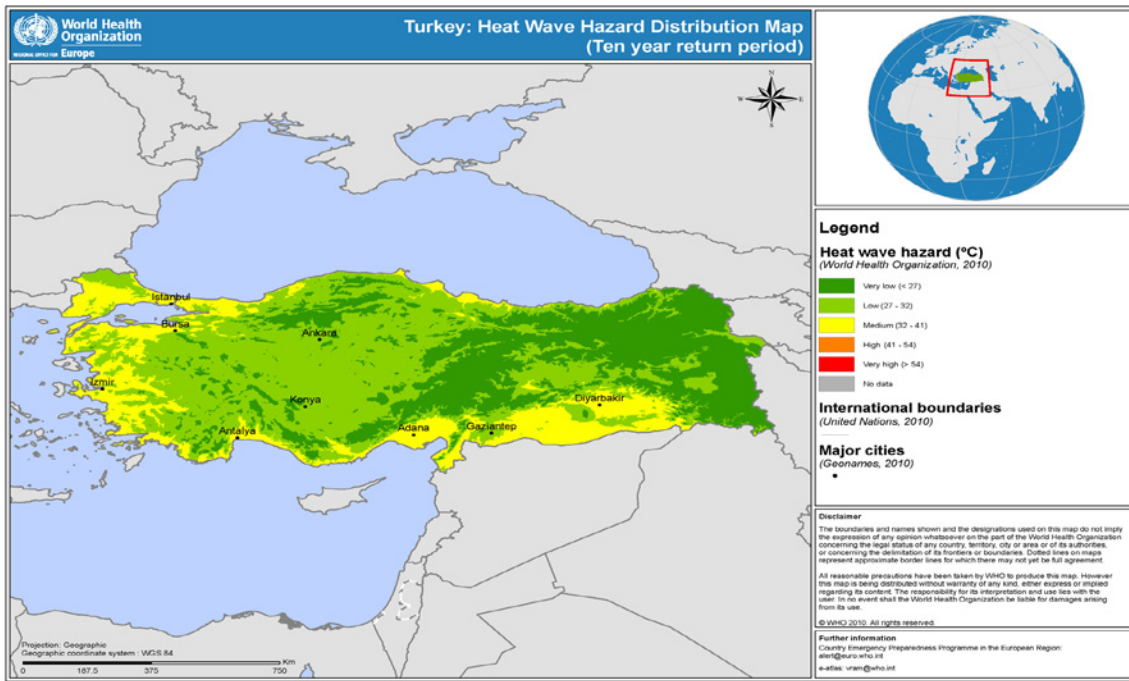 World Health
Organization
REGIONAL OFFICE FOR Europe
Turkey: Heat Wave Hazard Distribution Map
(Ten year return period)
N
W
E
S
Istanbul
Bursa
Ankara
Izmir
Konya
Diyarbakir
Antalya
Adana
Gaziantep
Projection: Geographic
Geographic coordinate system : WGS 84
Km
0
187.5
375
750
Legend
Heat wave hazard (ºC)
(World Health Organization, 2010)
Very low (< 27)
Low (27 - 32)
Medium (32 - 41)
High (41 - 54)
Very high (> 54)
No data
International boundaries
(United Nations, 2010)
Major cities
(Geonames, 2010)
Disclaimer
The boundaries and names shown and the designations used on this map do not imply
the expression of any opinion whatsoever on the part of the World Health Organization
concerning the legal status of any country, territory, city or area or of its authorities,
or concerning the delimitation of its frontiers or boundaries. Dotted lines on maps
represent approximate border lines for which there may not yet be full agreement.
All reasonable precautions have been taken by WHO to produce this map. However
this map is being distributed without warranty of any kind, either express or implied
regarding its content. The responsibility for its interpretation and use lies with the
user. In no event shall the World Health Organization be liable for damages arising
from its use.
© WHO 2010. All rights reserved.
Further information
Country Emergency Preparedness Programme in the European Region:
alert@euro.who.int
e-atlas: vram@who.int